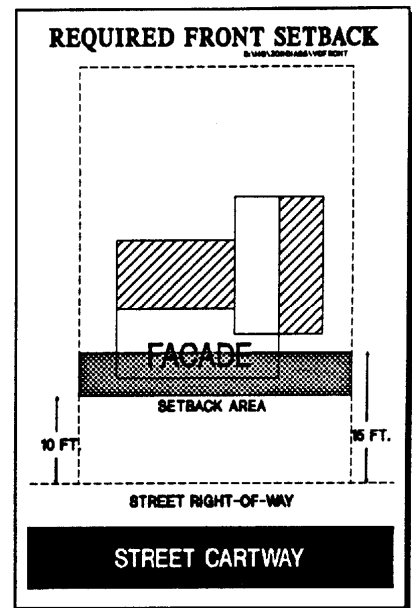 REQUIRED FRONT SETBACK
FACADE
SETBACK AREA
10 FT.
15 FT.
STREET RIGHT-OF-WAY
STREET CARTWAY